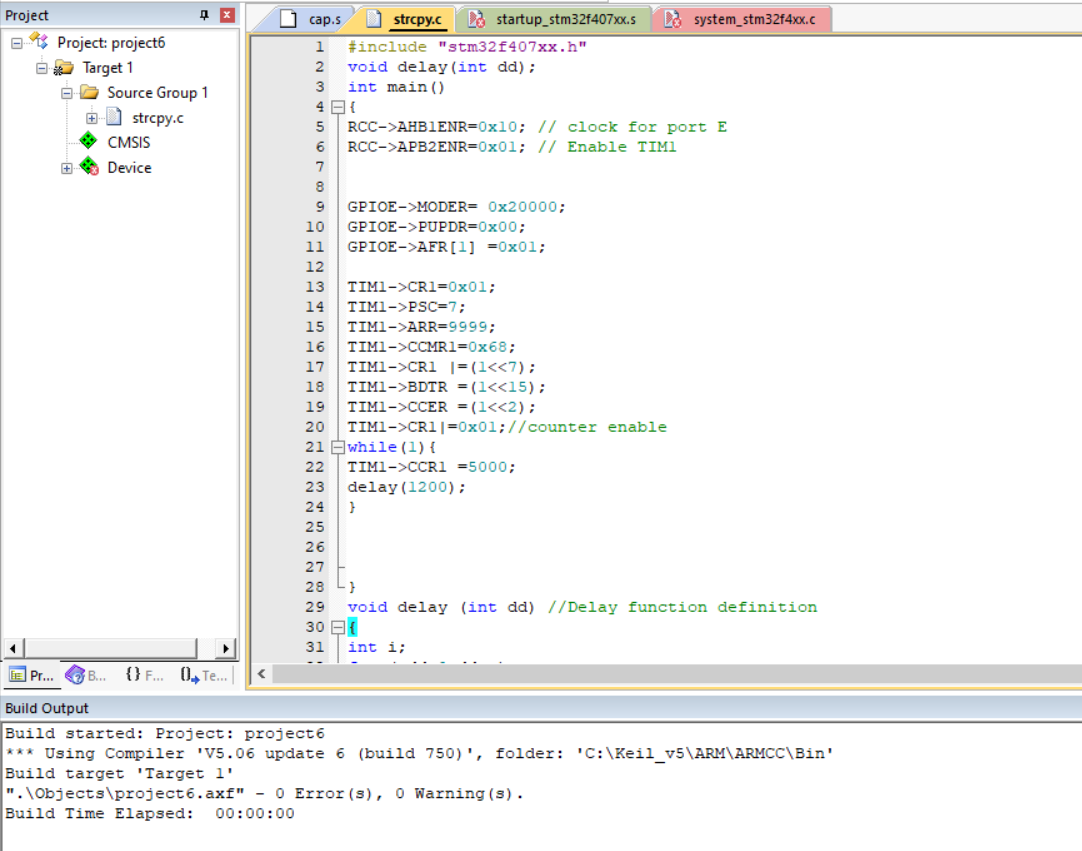 Project
Project: project6
Target 1
Source Group 1
strcpy.c
CMSIS
Device
Pr...
B...
{} F...
Te...
cap.s
strcpy.c
startup_stm32f407xx.s
system_stm32f4xx.c
1 #include "stm32f407xx.h"
2 void delay(int dd);
3 int main()
4 {
5 RCC->AHB1ENR=0x10; // clock for port E
6 RCC->APB2ENR=0x01; // Enable TIM1
7
8
9 GPIOE->MODER= 0x20000;
10 GPIOE->PUPDR=0x00;
11 GPIOE->AFR[1] =0x01;
12
13 TIM1->CR1=0x01;
14 TIM1->PSC=7;
15 TIM1->ARR=9999;
16 TIM1->CCMR1=0x68;
17 TIM1->CR1 |=(1<<7);
18 TIM1->BDTR =(1<<15);
19 TIM1->CCER =(1<<2);
20 TIM1->CR1|=0x01;//counter enable
21 while(1){
22 TIM1->CCR1 =5000;
23 delay(1200);
24 }
25
26
27
28 }
29 void delay (int dd) //Delay function definition
30 {
31 int i;
Build Output
Build started: Project: project6
*** Using Compiler 'V5.06 update 6 (build 750)', folder: 'C:\Keil_v5\ARM\ARMCC\Bin'
Build target 'Target 1'
".\Objects\project6.axf" - 0 Error(s), 0 Warning(s).
Build Time Elapsed:  00:00:00